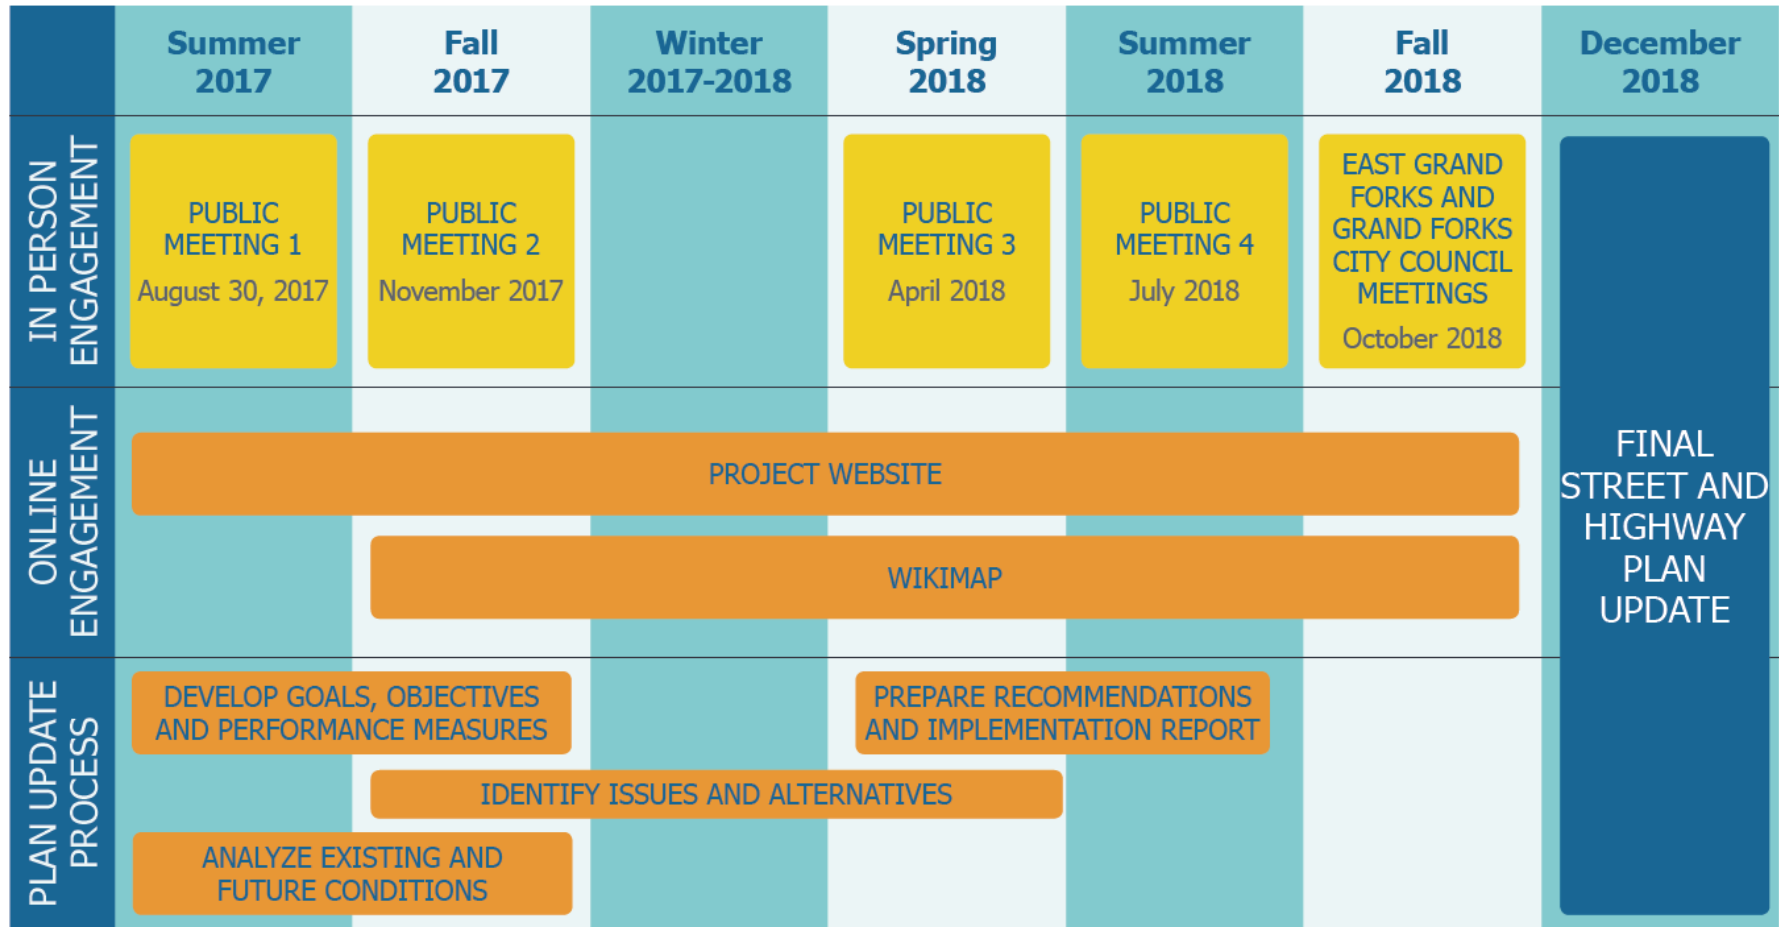 Summer
2017
Fall
2017
Winter
2017-2018
Spring
2018
Summer
2018
Fall
2018
December
2018
IN PERSON
ENGAGEMENT
PUBLIC
MEETING 1
August 30, 2017
PUBLIC
MEETING 2
November 2017
PUBLIC
MEETING 3
April 2018
PUBLIC
MEETING 4
July 2018
EAST GRAND
FORKS AND
GRAND FORKS
CITY COUNCIL
MEETINGS
October 2018
ONLINE
ENGAGEMENT
PROJECT WEBSITE
WIKIMAP
FINAL
STREET AND
HIGHWAY
PLAN
UPDATE
PLAN UPDATE
PROCESS
DEVELOP GOALS, OBJECTIVES
AND PERFORMANCE MEASURES
PREPARE RECOMMENDATIONS
AND IMPLEMENTATION REPORT
IDENTIFY ISSUES AND ALTERNATIVES
ANALYZE EXISTING AND
FUTURE CONDITIONS